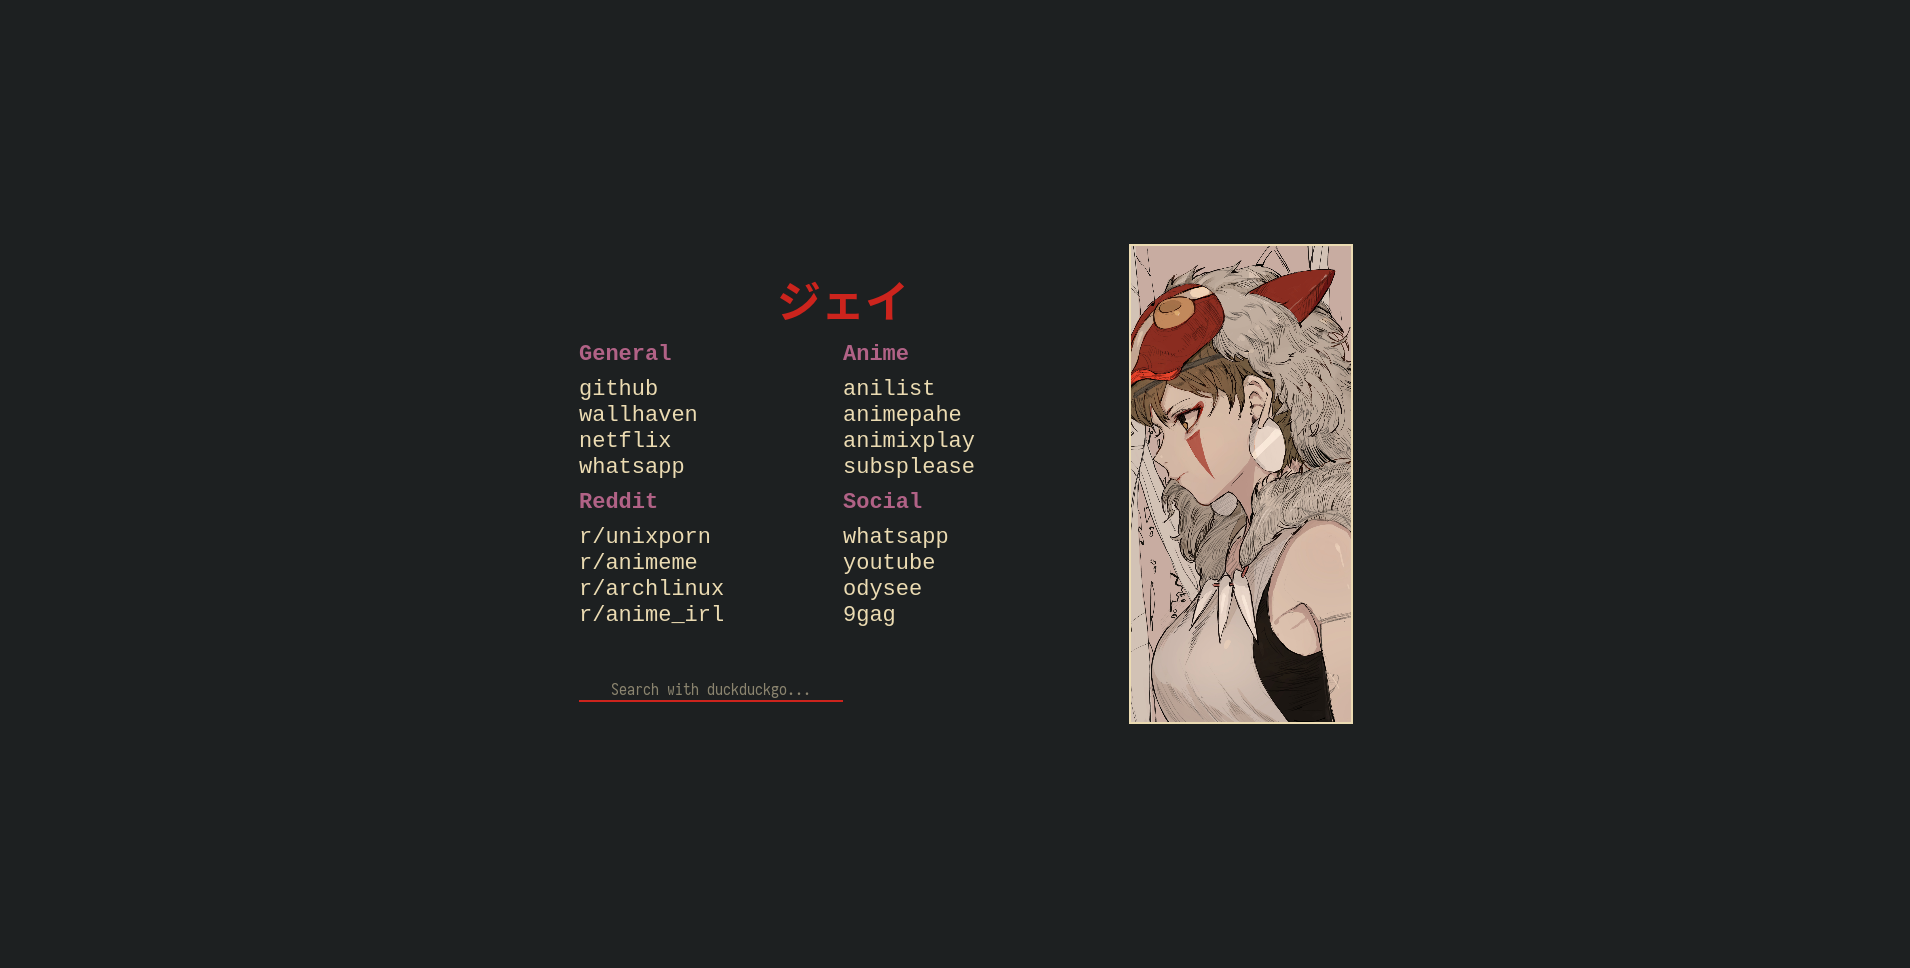 ジェイ
General
github
wallhaven
netflix
whatsapp
Anime
anilist
animepahe
animixplay
subsplease
Reddit
r/unixporn
r/animeme
r/archlinux
r/anime_irl
Social
whatsapp
youtube
odysee
9gag
Search with duckduckgo...